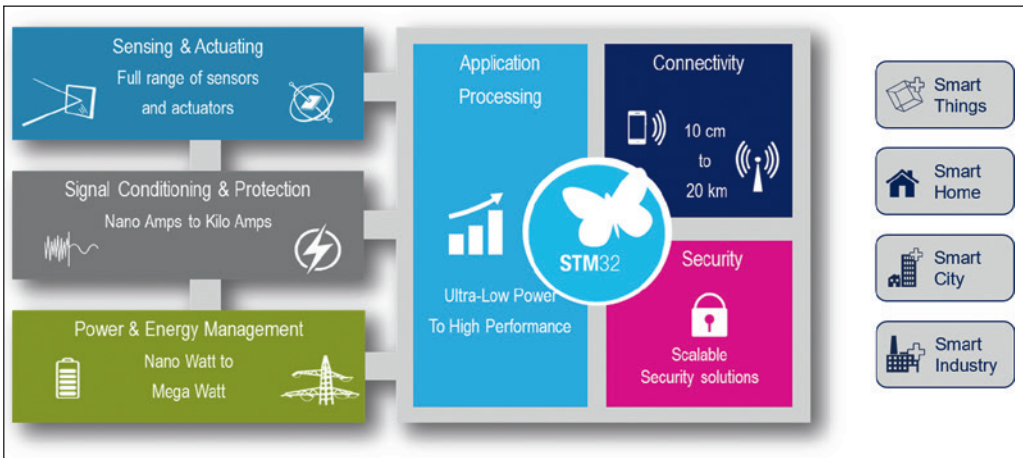 Sensing & Actuating
Full range of sensors
and actuators
Signal Conditioning & Protection
Nano Amps to Kilo Amps
Power & Energy Management
Nano Watt to
Mega Watt
Application
Processing
Ultra-Low Power
To High Performance
Connectivity
10 cm
to
20 km
STM32
Security
Scalable
Security solutions
Smart
Things
Smart
Home
Smart
City
Smart
Industry